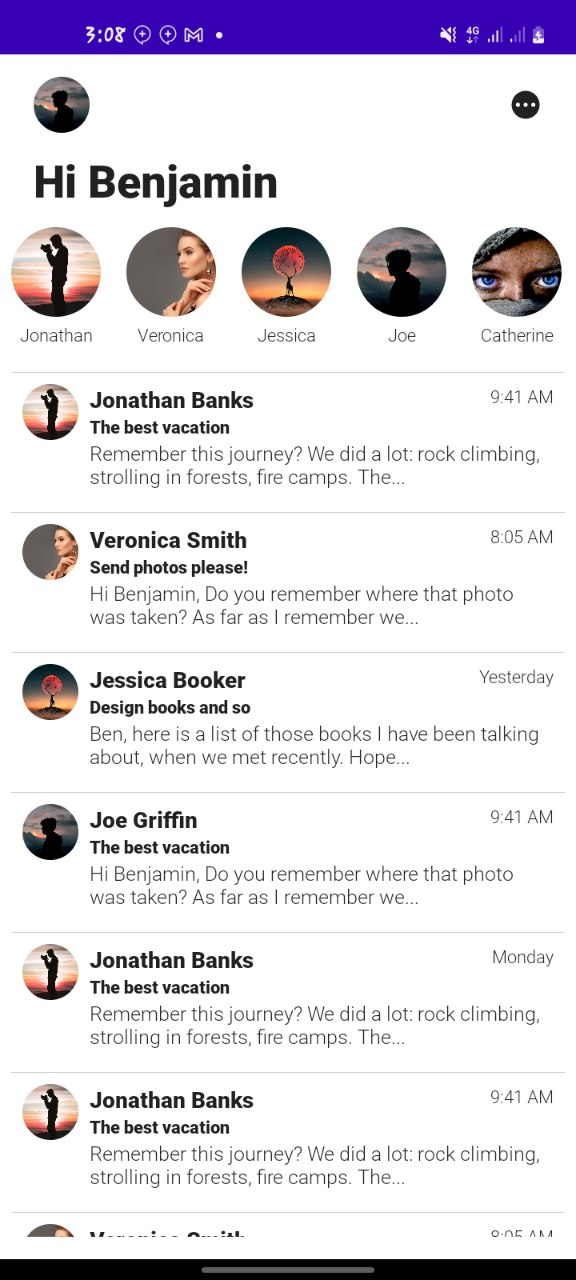 3:08
4G
Hi Benjamin
Jonathan Veronica Jessica Joe Catherine
Jonathan Banks 9:41 AM
The best vacation
Remember this journey? We did a lot: rock climbing,
strolling in forests, fire camps. The...
Veronica Smith 8:05 AM
Send photos please!
Hi Benjamin, Do you remember where that photo
was taken? As far as I remember we...
Jessica Booker Yesterday
Design books and so
Ben, here is a list of those books I have been talking
about, when we met recently. Hope...
Joe Griffin 9:41 AM
The best vacation
Hi Benjamin, Do you remember where that photo
was taken? As far as I remember we...
Jonathan Banks Monday
The best vacation
Remember this journey? We did a lot: rock climbing,
strolling in forests, fire camps. The...
Jonathan Banks 9:41 AM
The best vacation
Remember this journey? We did a lot: rock climbing,
strolling in forests, fire camps. The...
Veronica Smith 8:05 AM